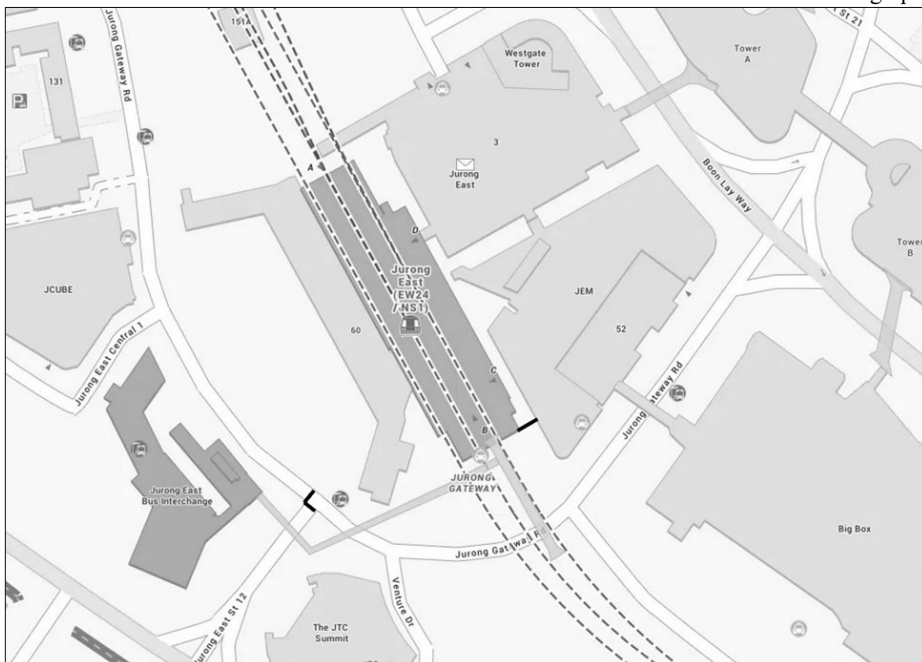 151A
Jurong Gateway Rd
131
P
Westgate
Tower
Tower
A
St 21
3
Jurong
East
A
Boon Lay Way
D
Tower
B
Jurong
East
(EW24
/ NS1)
JCUBE
JEM
60
52
Jurong East Central 1
C
Jurong Gateway Rd
B
JURONG
GATEWAY
Jurong East
Bus Interchange
Big Box
Jurong Gateway Rd
Venture Dr
Jurong East St 12
The JTC
Summit